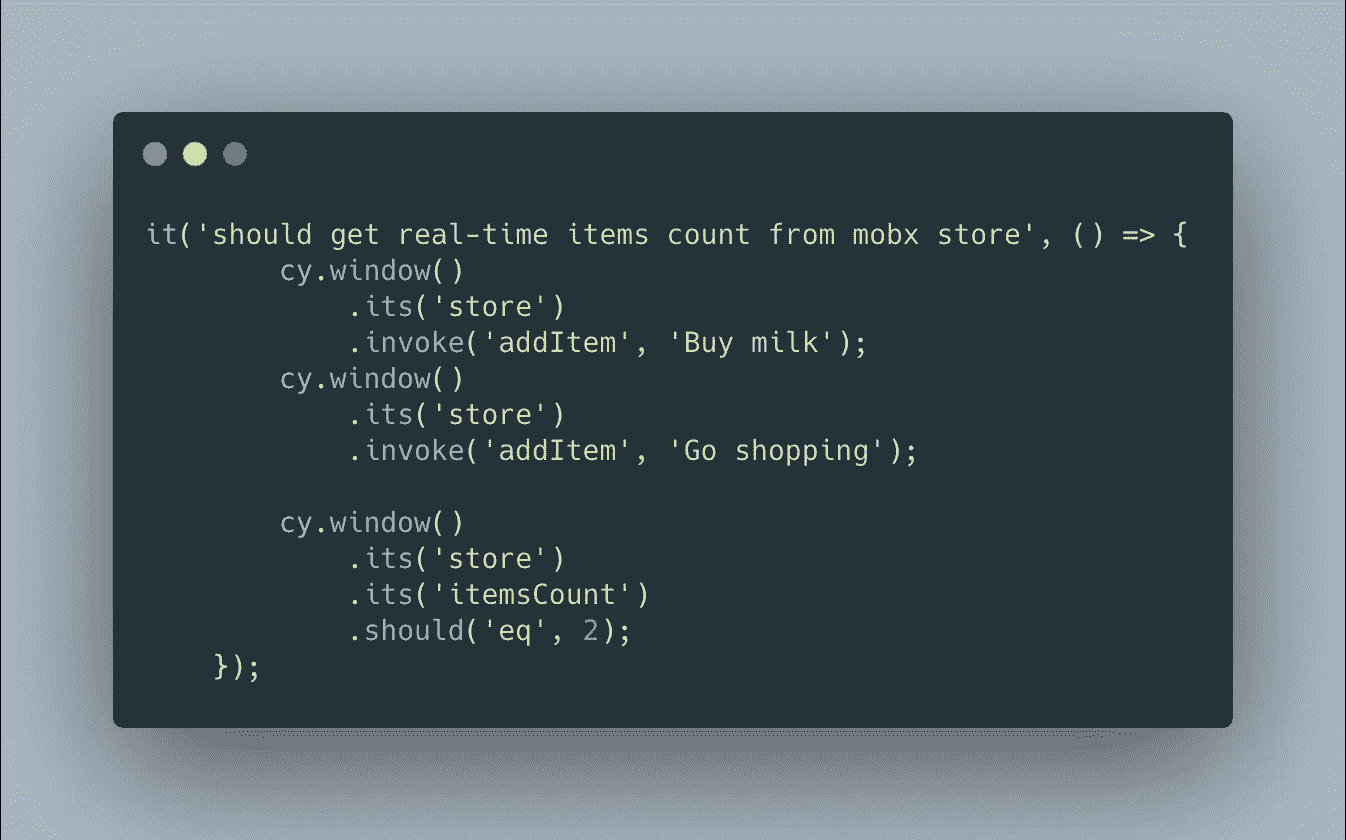 it('should get real-time items count from mobx store', () => {
        cy.window()
            .its('store')
            .invoke('addItem', 'Buy milk');
        cy.window()
            .its('store')
            .invoke('addItem', 'Go shopping');

        cy.window()
            .its('store')
            .its('itemsCount')
            .should('eq', 2);
    });